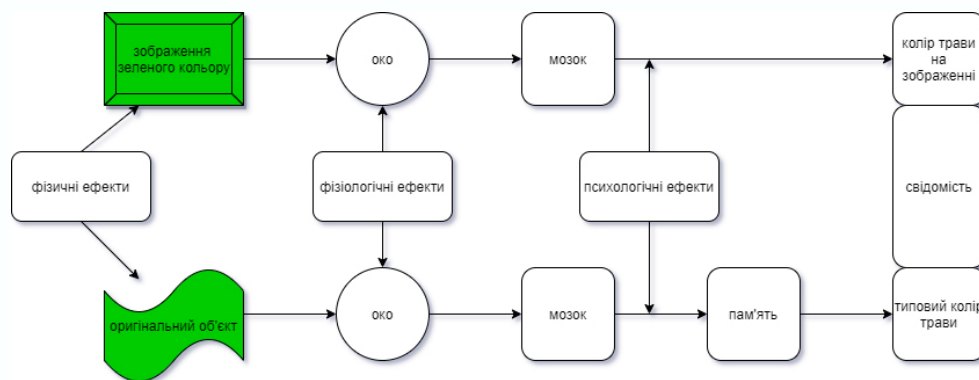 зображення
зеленого кольору
око
мозок
колір трави
на
зображенні
фізичні ефекти
фізіологічні ефекти
психологічні ефекти
свідомість
оригінальний об'єкт
око
мозок
пам'ять
типовий колір
трави